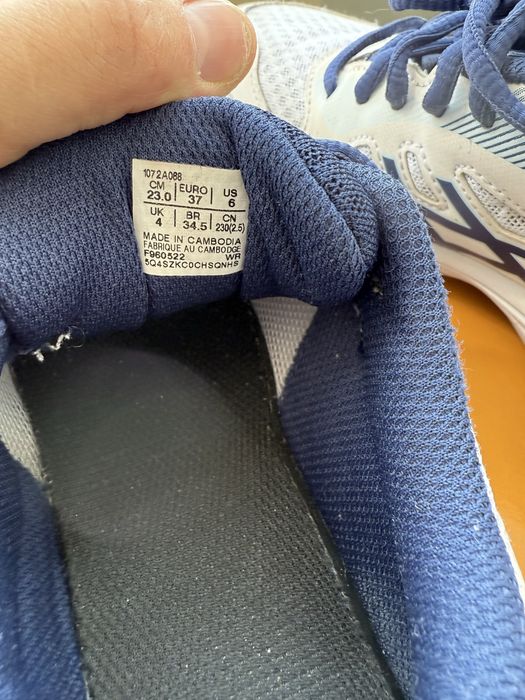 1072A088
CM EURO US
23.0 37 6
UK BR CN
4 34.5 230(2.5)
MADE IN CAMBODIA
FABRIQUE AU CAMBODGE
F960522 WR
5Q4SZKC0CHSQNHS